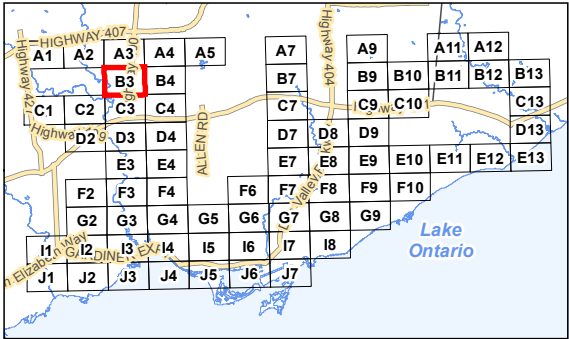 HIGHWAY 407
A1 A2 A3 A4 A5 A7 A9 A11 A12
Highway 404
B3 B4 B7 B9 B10 B11 B12 B13
C1 C2 C3 C4 C7 C9 C10 C13
ALLEN RD
D2 D3 D4 D7 D8 D9 D13
E3 E4 E7 E8 E9 E10 E11 E12 E13
F2 F3 F4 F6 F7 F8 F9 F10
G2 G3 G4 G5 G6 G7 G8 G9
Lake
Ontario
I1 I2 I3 I4 I5 I6 I7 I8
Elizabeth Way
GARDINER
J1 J2 J3 J4 J5 J6 J7